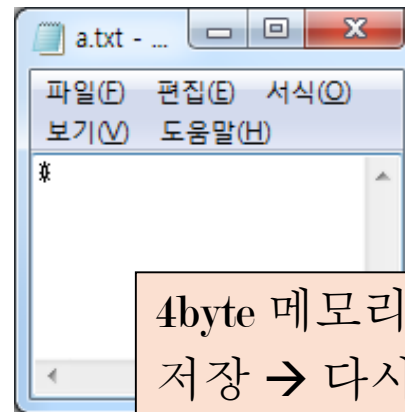 a.txt - ...
파일(F) 편집(E) 서식(O)
보기(V) 도움말(H)
4byte 메모리
저장 → 다시